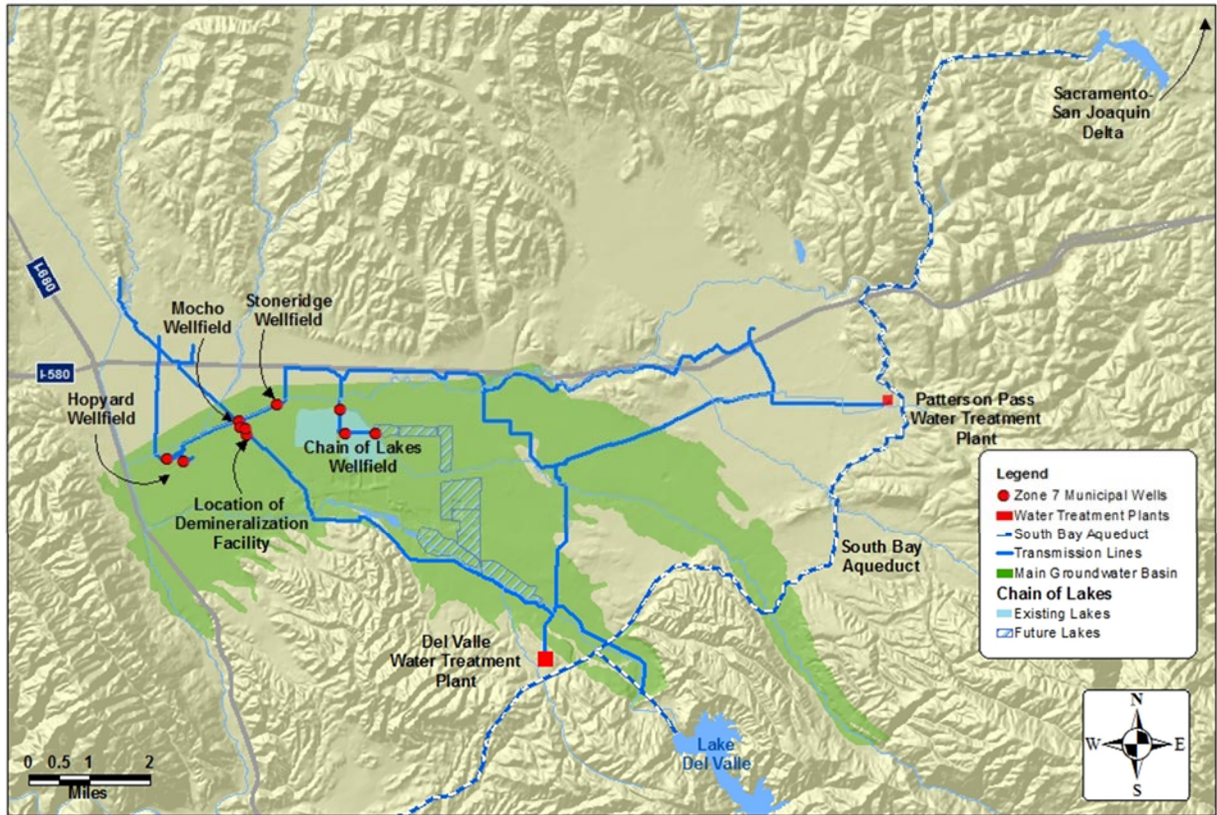 Sacramento-
San Joaquin
Delta
I-680
Mocho
Wellfield
Stoneridge
Wellfield
I-580
Hopyard
Wellfield
Patterson Pass
Water Treatment
Plant
Chain of Lakes
Wellfield
Location of
Demineralization
Facility
South Bay
Aqueduct
Del Valle
Water Treatment
Plant
Lake
Del Valle
Legend
Zone 7 Municipal Wells
Water Treatment Plants
South Bay Aqueduct
Transmission Lines
Main Groundwater Basin
Chain of Lakes
Existing Lakes
Future Lakes
N
W E
S
0 0.5 1 2
Miles